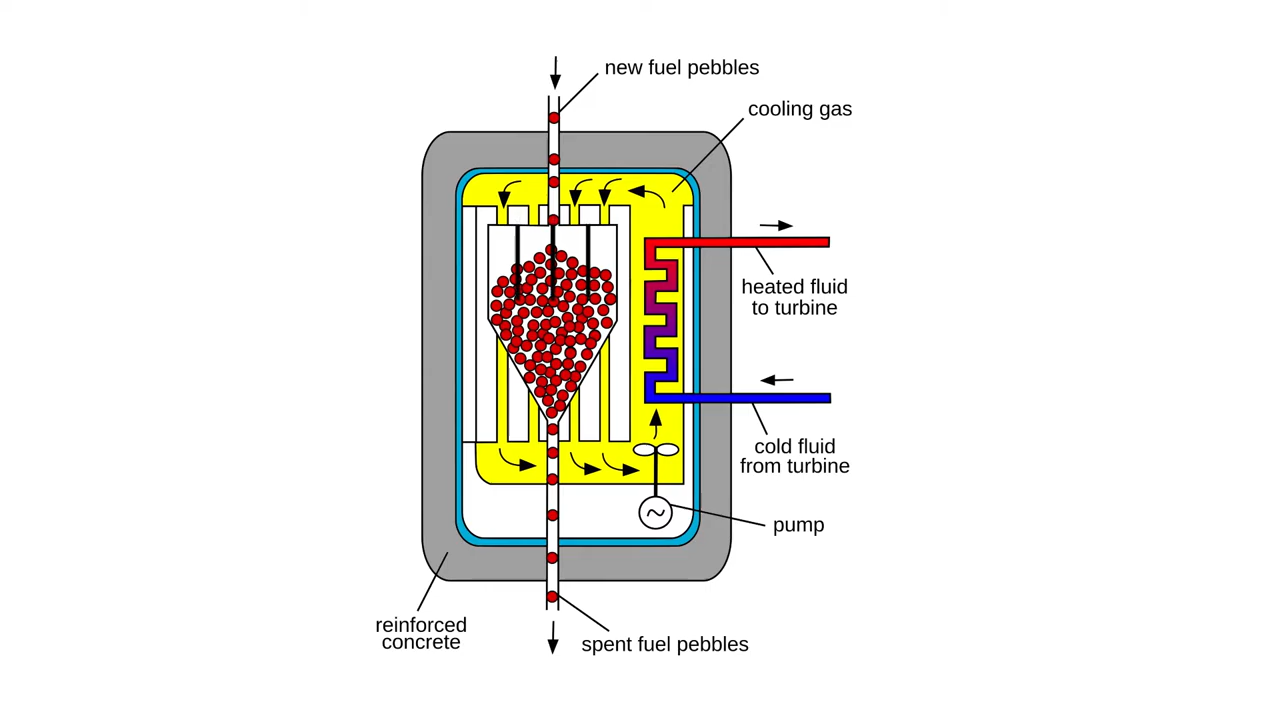 new fuel pebbles
cooling gas
heated fluid
to turbine
cold fluid
from turbine
pump
reinforced
concrete
spent fuel pebbles